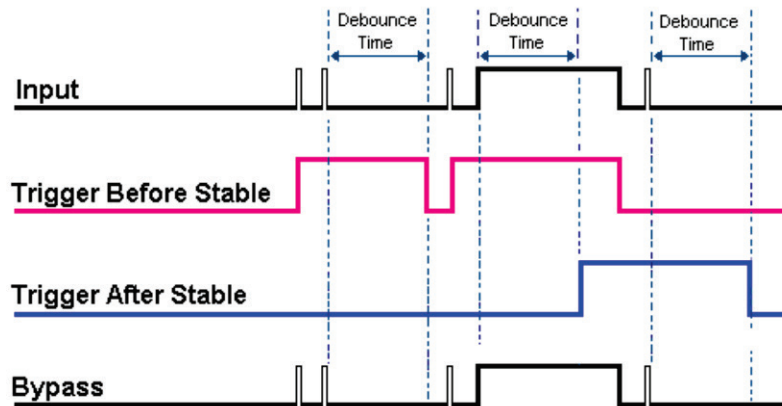 Debounce
Time
Debounce
Time
Debounce
Time
Input
Trigger Before Stable
Trigger After Stable
Bypass